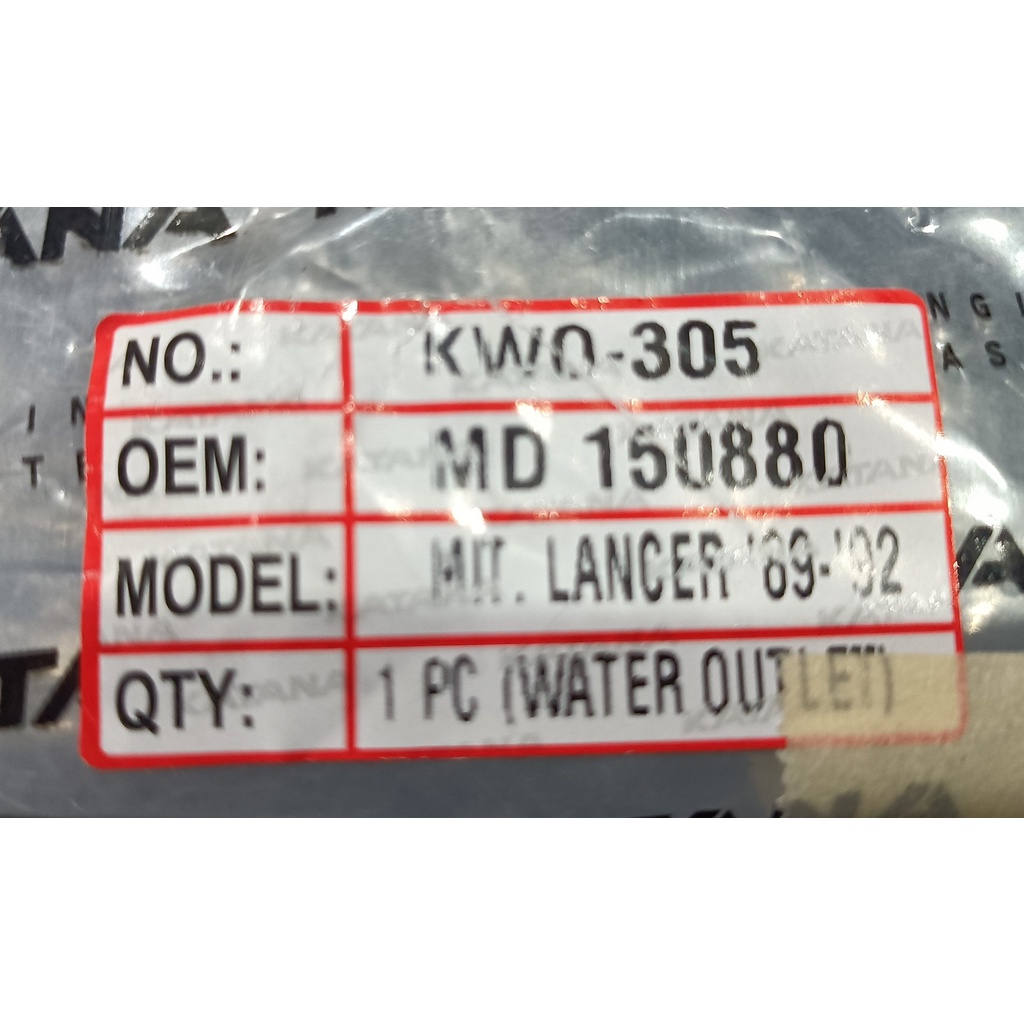 NO.: KWO-305
OEM: MD 150880
MODEL: MIT. LANCER '89-'92
QTY: 1 PC (WATER OUTLET)